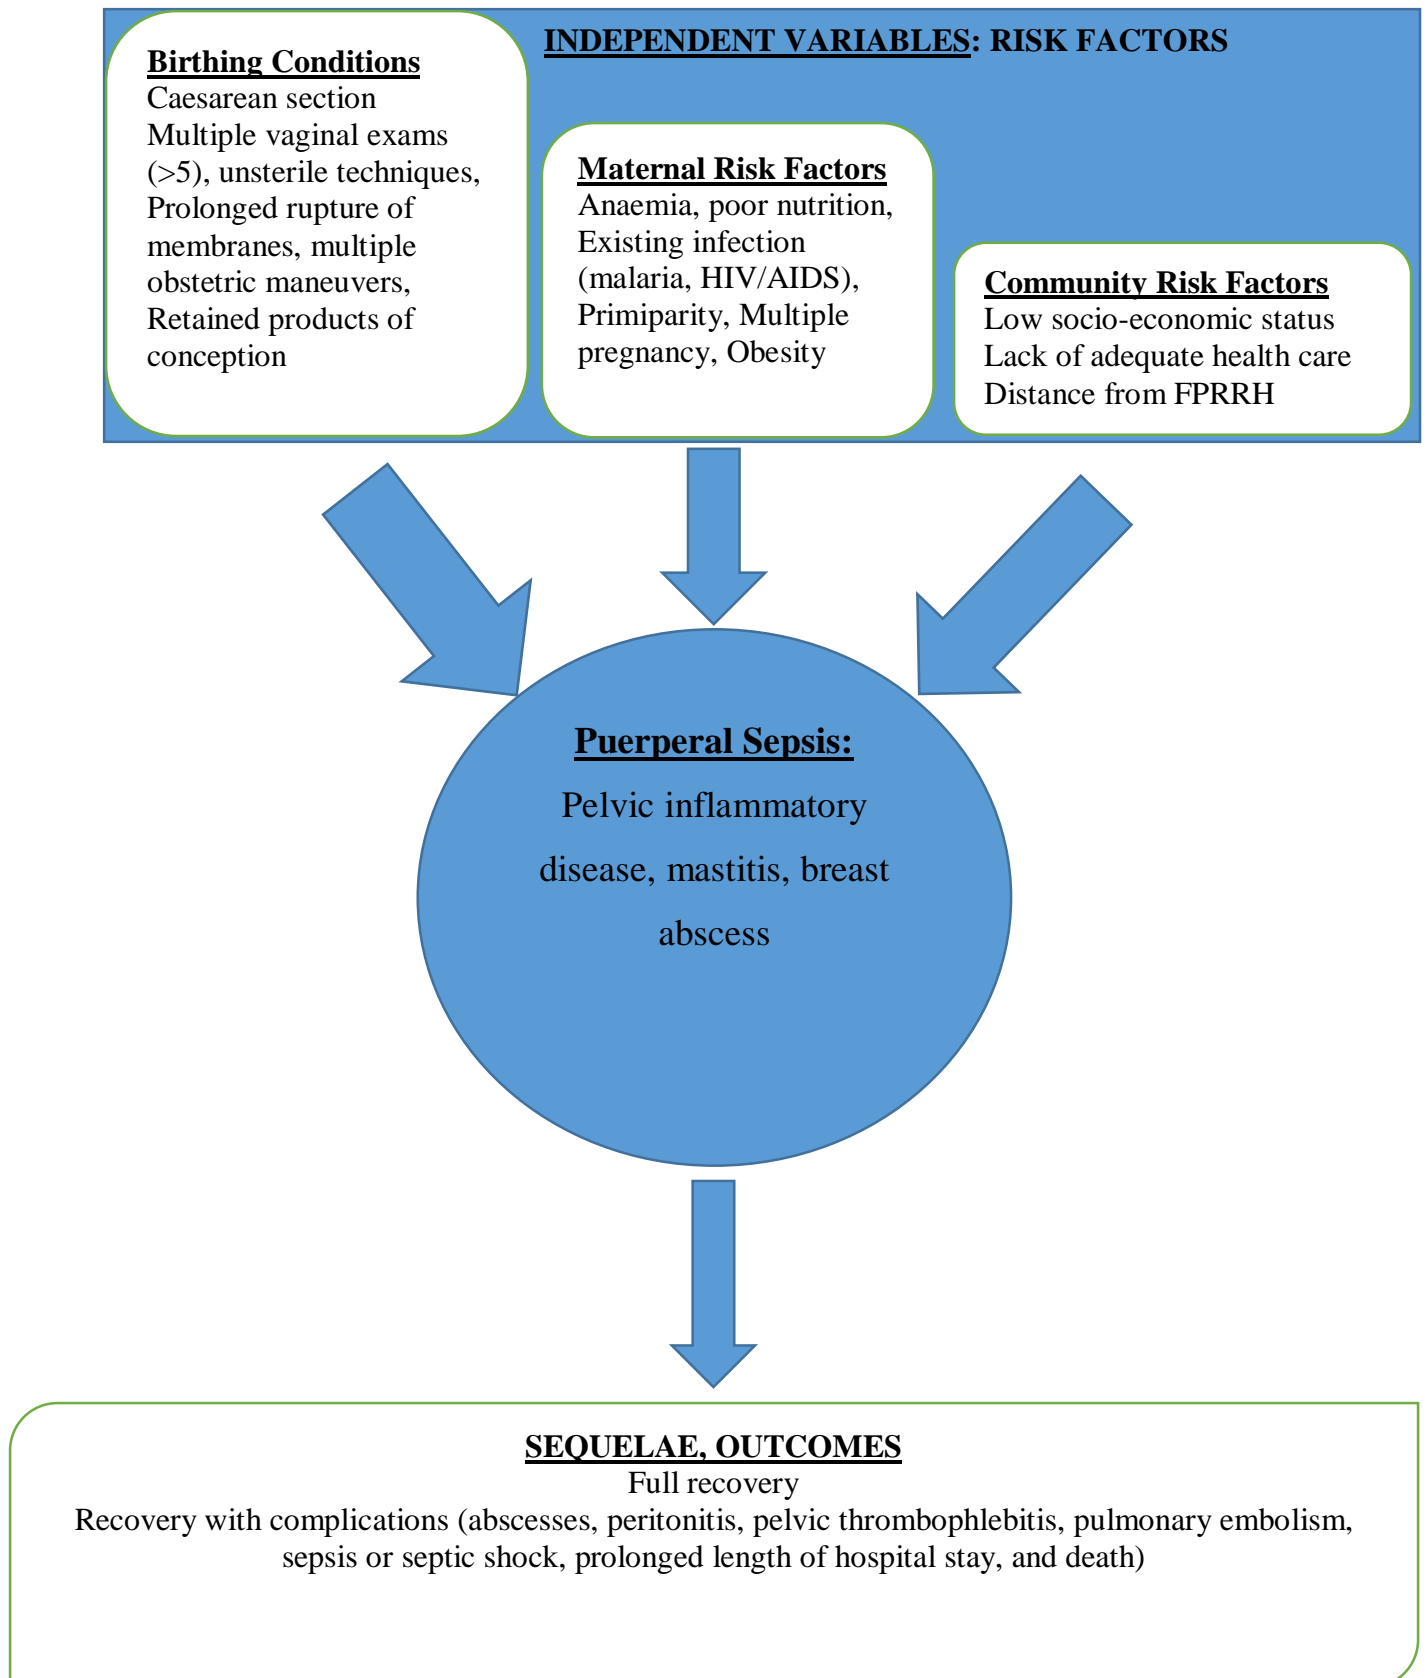 INDEPENDENT VARIABLES: RISK FACTORS
Birthing Conditions
Caesarean section
Multiple vaginal exams
(>5), unsterile techniques,
Prolonged rupture of
membranes, multiple
obstetric maneuvers,
Retained products of
conception
Maternal Risk Factors
Anaemia, poor nutrition,
Existing infection
(malaria, HIV/AIDS),
Primiparity, Multiple
pregnancy, Obesity
Community Risk Factors
Low socio-economic status
Lack of adequate health care
Distance from FPRRH
Puerperal Sepsis:
Pelvic inflammatory
disease, mastitis, breast
abscess
SEQUELAE, OUTCOMES
Full recovery
Recovery with complications (abscesses, peritonitis, pelvic thrombophlebitis, pulmonary embolism,
sepsis or septic shock, prolonged length of hospital stay, and death)